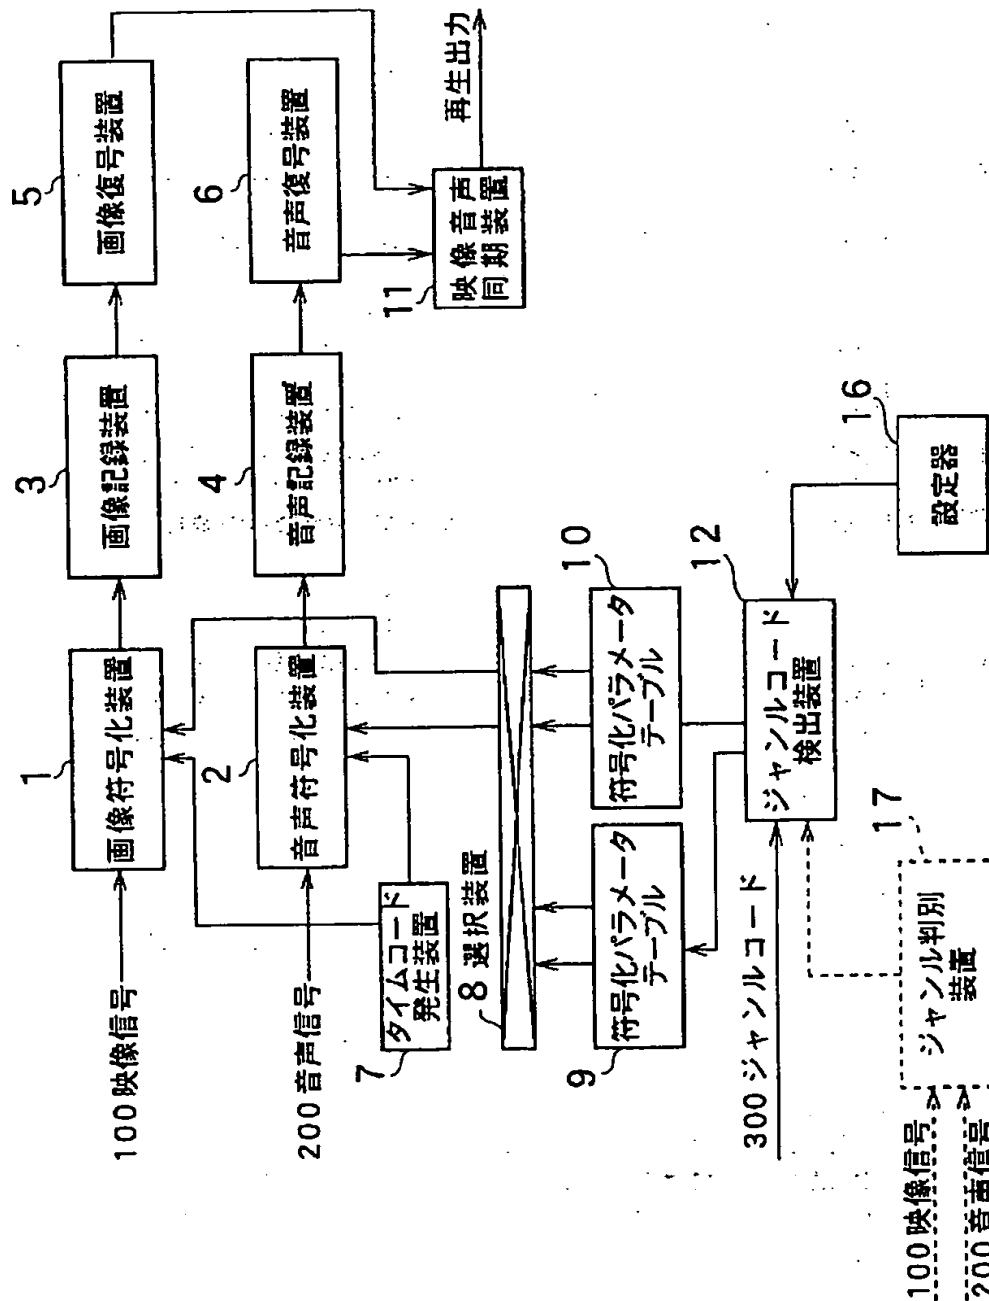 100映像信号
1
画像符号化装置
3
画像記録装置
5
画像復号装置
200音声信号
2
音声符号化装置
4
音声記録装置
6
音声復号装置
7
タイムコード
発生装置
11
映像音声
同期装置
再生出力
8選択装置
9
符号化パラメータ
テーブル
10
符号化パラメータ
テーブル
300ジャンルコード
12
ジャンルコード
検出装置
16
設定器
17
ジャンル判別
装置
100映像信号
200音声信号